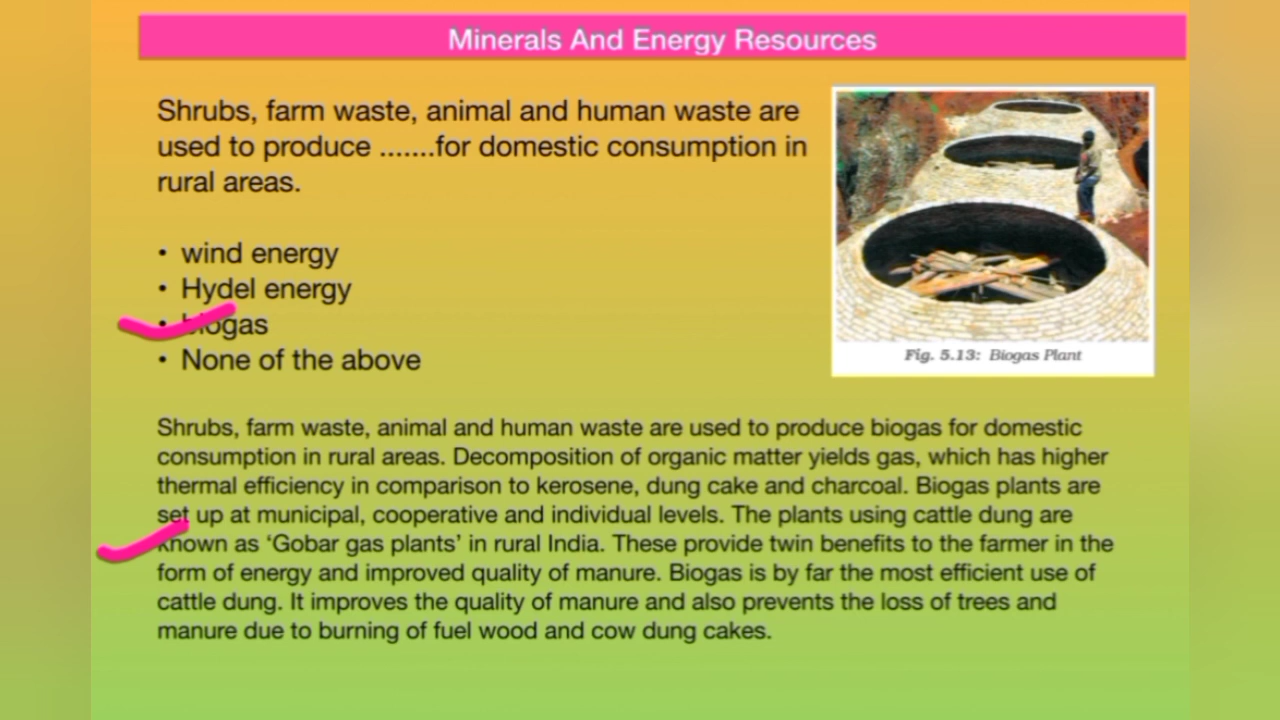 Minerals And Energy Resources
Shrubs, farm waste, animal and human waste are
used to produce .......for domestic consumption in
rural areas.
• wind energy
• Hydel energy
• biogas
• None of the above
Fig. 5.13: Biogas Plant
Shrubs, farm waste, animal and human waste are used to produce biogas for domestic
consumption in rural areas. Decomposition of organic matter yields gas, which has higher
thermal efficiency in comparison to kerosene, dung cake and charcoal. Biogas plants are
set up at municipal, cooperative and individual levels. The plants using cattle dung are
known as ‘Gobar gas plants’ in rural India. These provide twin benefits to the farmer in the
form of energy and improved quality of manure. Biogas is by far the most efficient use of
cattle dung. It improves the quality of manure and also prevents the loss of trees and
manure due to burning of fuel wood and cow dung cakes.